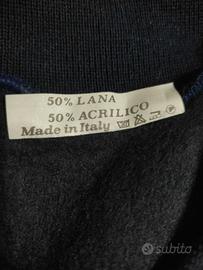 50% LANA
50% ACRILICO
Made in Italy
subito